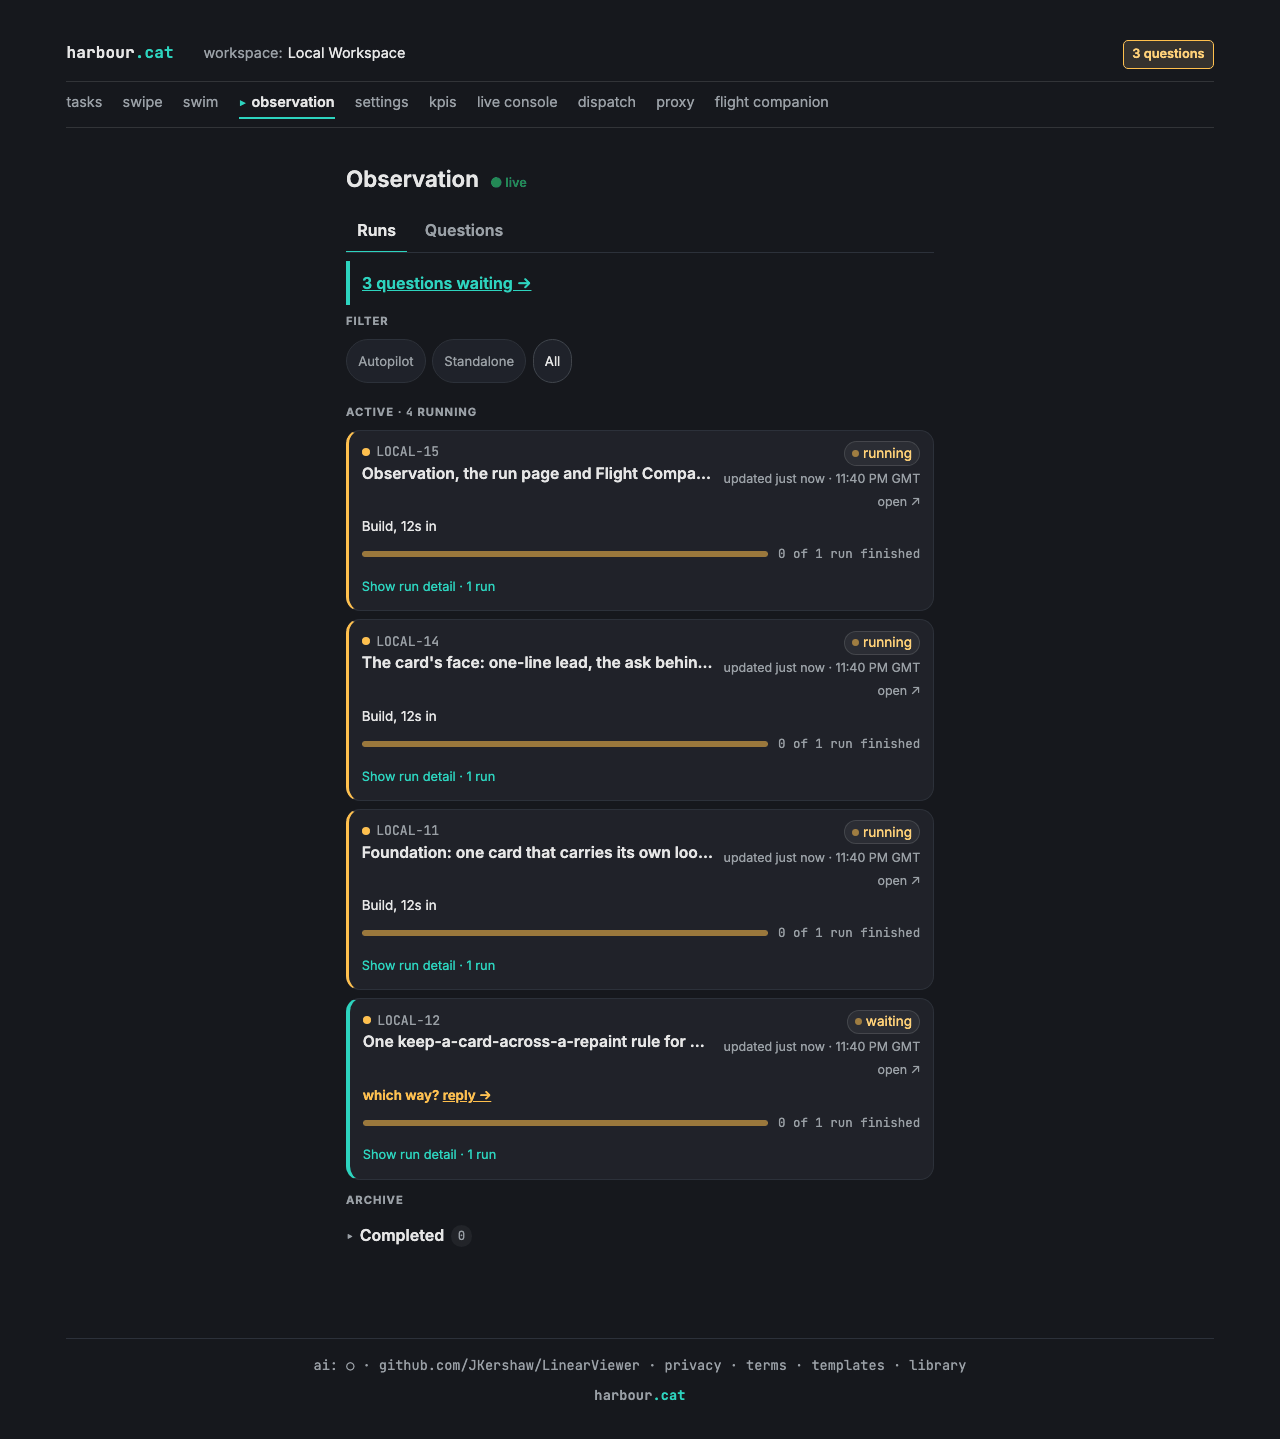 harbour.cat workspace: Local Workspace 3 questions
tasks swipe swim ▸ observation settings kpis live console dispatch proxy flight companion
Observation ● live
Runs Questions
3 questions waiting →
FILTER
Autopilot Standalone All
ACTIVE · 4 RUNNING
LOCAL-15 running
Observation, the run page and Flight Compa... updated just now · 11:40 PM GMT
open ↗
Build, 12s in
0 of 1 run finished
Show run detail · 1 run
LOCAL-14 running
The card's face: one-line lead, the ask behin... updated just now · 11:40 PM GMT
open ↗
Build, 12s in
0 of 1 run finished
Show run detail · 1 run
LOCAL-11 running
Foundation: one card that carries its own loo... updated just now · 11:40 PM GMT
open ↗
Build, 12s in
0 of 1 run finished
Show run detail · 1 run
LOCAL-12 waiting
One keep-a-card-across-a-repaint rule for ... updated just now · 11:40 PM GMT
open ↗
which way? reply →
0 of 1 run finished
Show run detail · 1 run
ARCHIVE
▸ Completed 0
ai: ○ · github.com/JKershaw/LinearViewer · privacy · terms · templates · library
harbour.cat